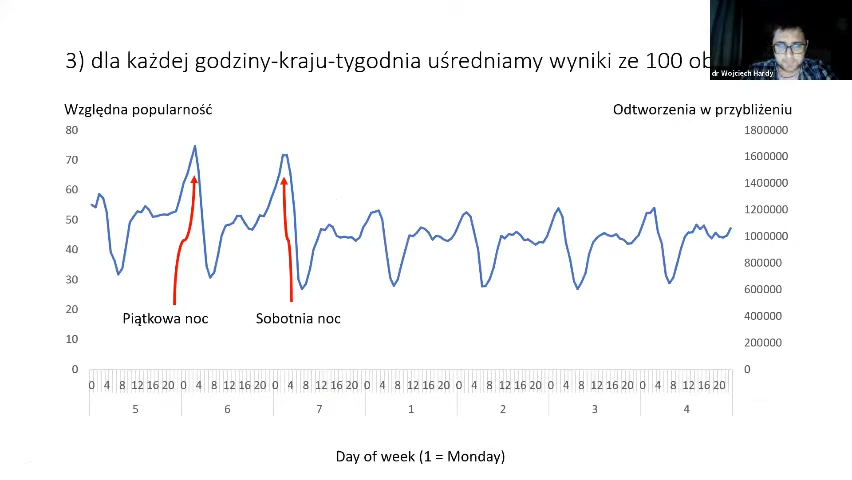 3) dla każdej godziny-kraju-tygodnia uśredniamy wyniki ze 100
dr Wojciech Hardy
Względna popularność
Odtworzenia w przybliżeniu
80
70
60
50
40
30
20
10
0
1800000
1600000
1400000
1200000
1000000
800000
600000
400000
200000
0
Piątkowa noc
Sobotnia noc
0 4 8 12 16 20 0 4 8 12 16 20 0 4 8 12 16 20 0 4 8 12 16 20 0 4 8 12 16 20 0 4 8 12 16 20 0 4 8 12 16 20
5 6 7 1 2 3 4
Day of week (1 = Monday)